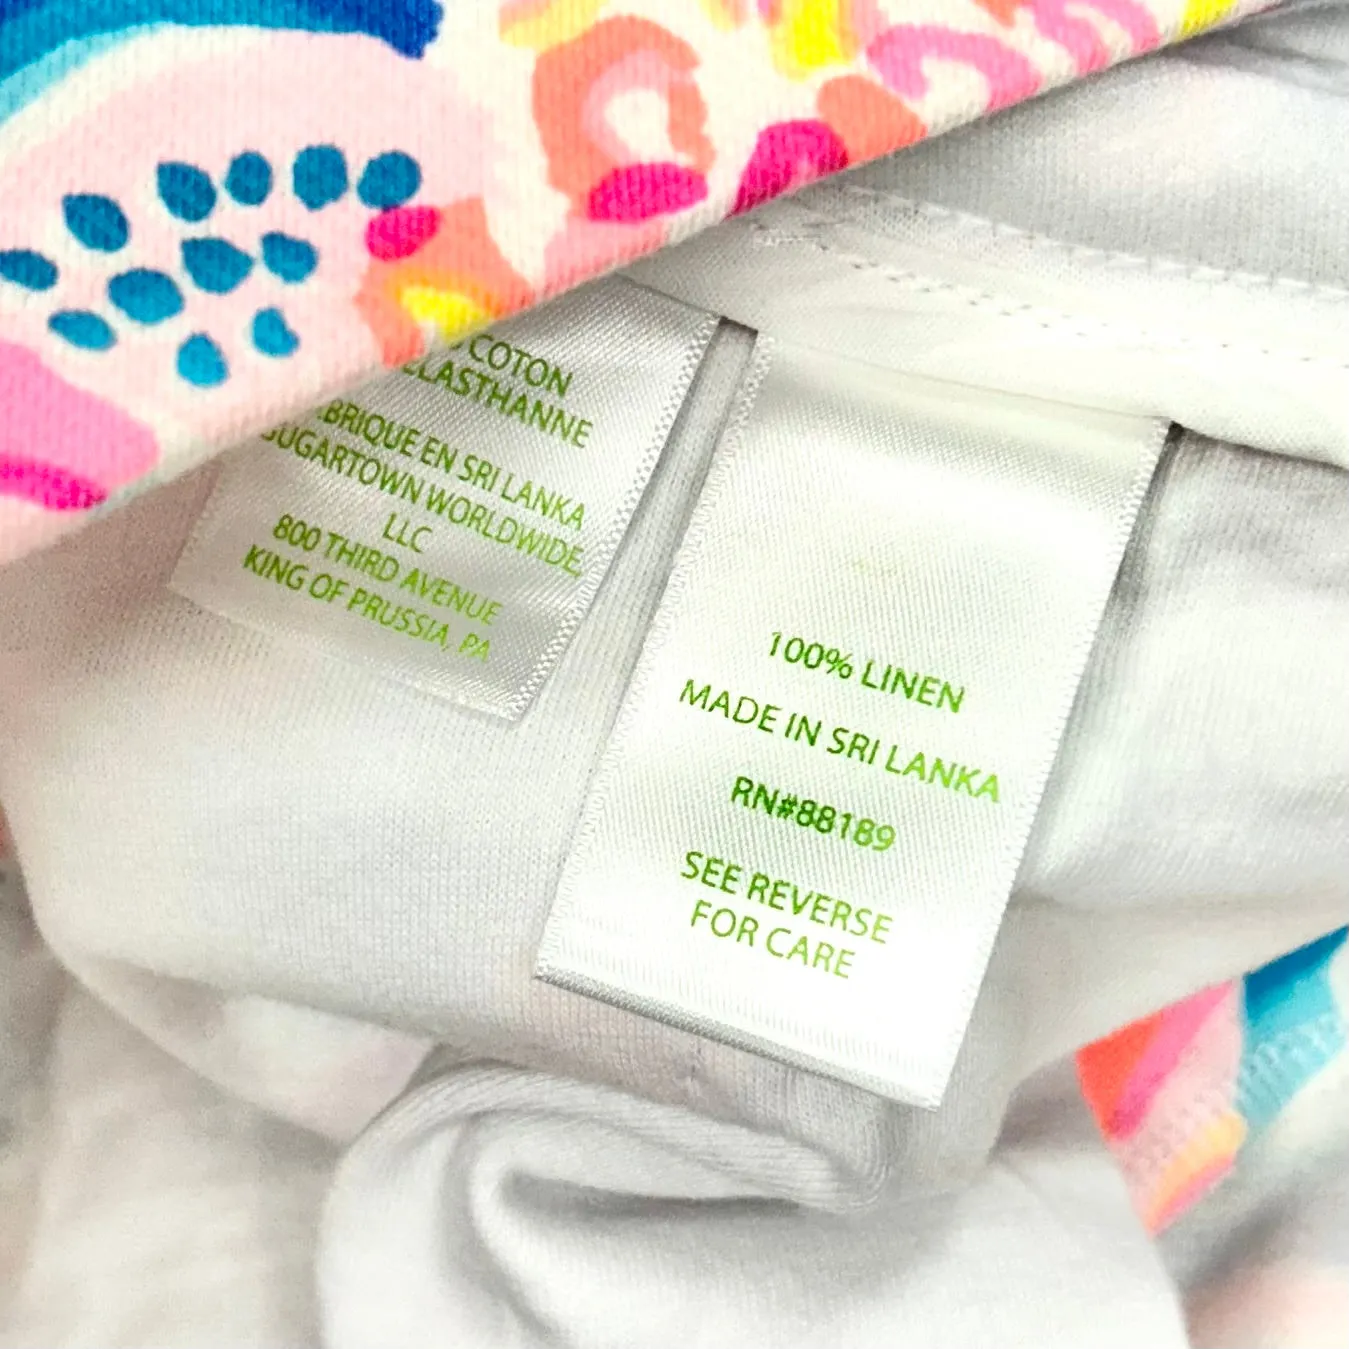 COTON
ELASTHANNE
FABRIQUE EN SRI LANKA
SUGARTOWN WORLDWIDE,
LLC
800 THIRD AVENUE
KING OF PRUSSIA, PA
100% LINEN
MADE IN SRI LANKA
RN#88189
SEE REVERSE
FOR CARE